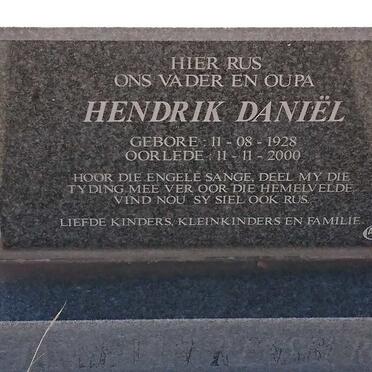 HIER RUS
ONS VADER EN OUPA
HENDRIK DANIËL
GEBORE : 11 - 08 - 1928
OORLEDE : 11 - 11 - 2000
HOOR DIE ENGELE SANGE, DEEL MY DIE
TYDING MEE VER OOR DIE HEMELVELDE
VIND NOU SY SIEL OOK RUS.
LIEFDE KINDERS, KLEINKINDERS EN FAMILIE.